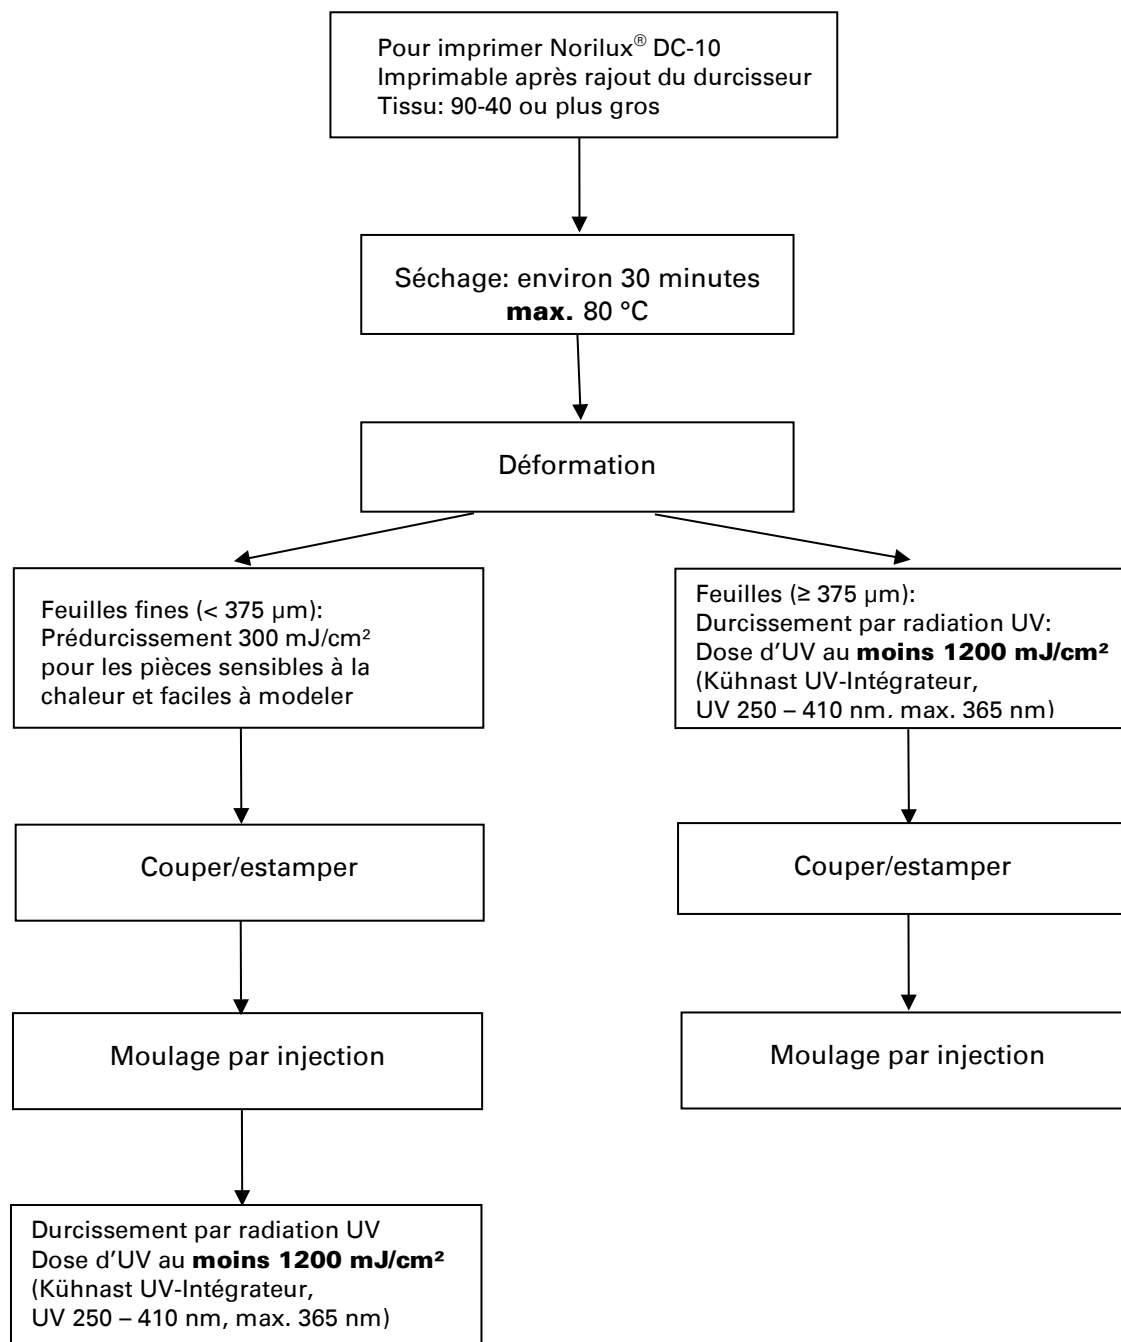 Pour imprimer Norilux® DC-10
Imprimable après rajout du durcisseur
Tissu: 90-40 ou plus gros
Séchage: environ 30 minutes
max. 80 °C
Déformation
Feuilles fines (< 375 µm):
Prédurcissement 300 mJ/cm²
pour les pièces sensibles à la
chaleur et faciles à modeler
Feuilles (≥ 375 µm):
Durcissement par radiation UV:
Dose d’UV au moins 1200 mJ/cm²
(Kühnast UV-Intégrateur,
UV 250 – 410 nm, max. 365 nm)
Couper/estamper
Couper/estamper
Moulage par injection
Moulage par injection
Durcissement par radiation UV
Dose d’UV au moins 1200 mJ/cm²
(Kühnast UV-Intégrateur,
UV 250 – 410 nm, max. 365 nm)